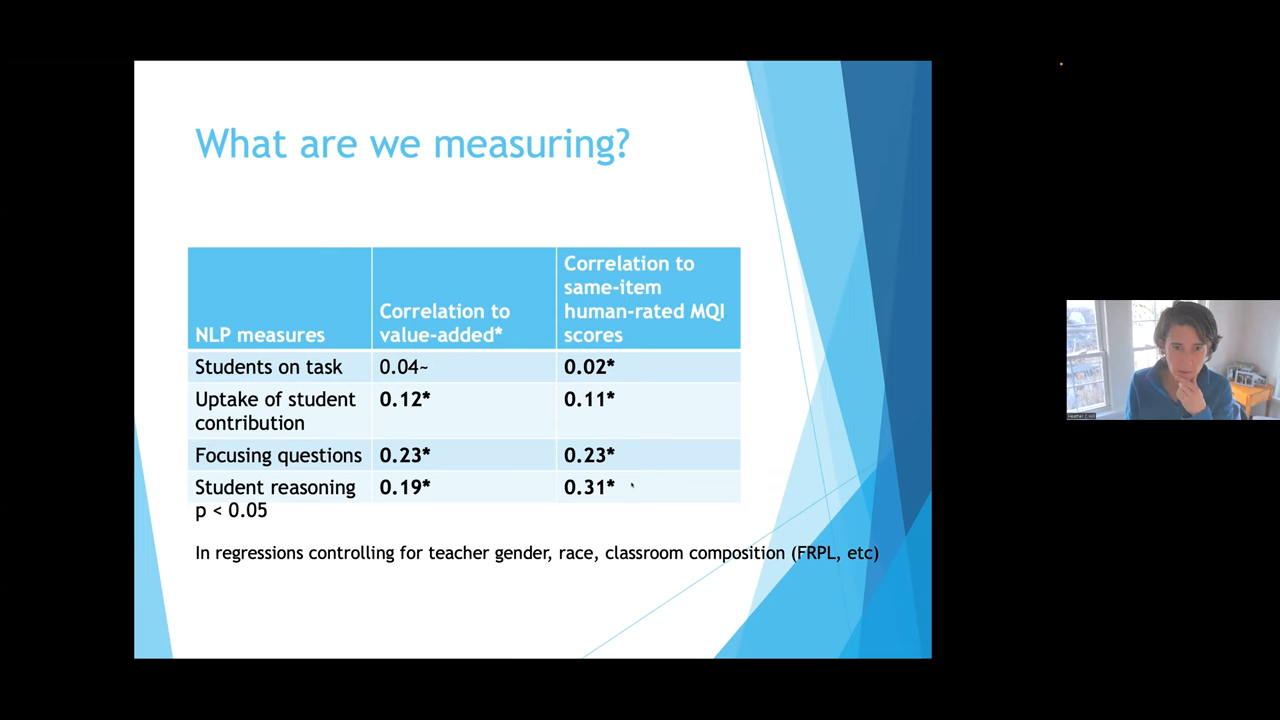 What are we measuring?
NLP measures
Correlation to
value-added*
Correlation to
same-item
human-rated MQI
scores
Students on task
0.04~
0.02*
Uptake of student
contribution
0.12*
0.11*
Focusing questions
0.23*
0.23*
Student reasoning
0.19*
0.31*
p < 0.05
In regressions controlling for teacher gender, race, classroom composition (FRPL, etc)